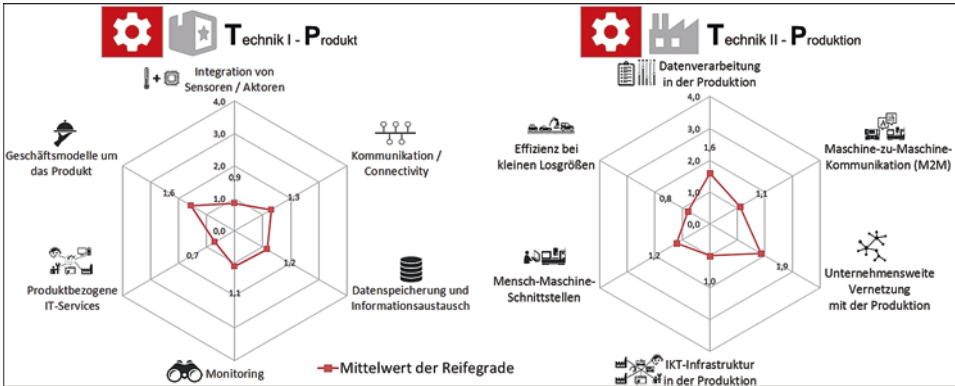 Technik I - Produkt
Integration von
Sensoren / Aktoren
4,0
3,0
2,0
1,0
0,0
0,9
1,3
1,2
1,1
0,7
1,6
Kommunikation /
Connectivity
Datenspeicherung und
Informationsaustausch
Monitoring
Produktbezogene
IT-Services
Geschäftsmodelle um
das Produkt
Technik II - Produktion
Datenverarbeitung
in der Produktion
4,0
3,0
2,0
1,0
0,0
1,6
1,1
1,9
1,0
1,2
0,8
Maschine-zu-Maschine-
Kommunikation (M2M)
Unternehmensweite
Vernetzung
mit der Produktion
IKT-Infrastruktur
in der Produktion
Mensch-Maschine-
Schnittstellen
Effizienz bei
kleinen Losgrößen
Mittelwert der Reifegrade